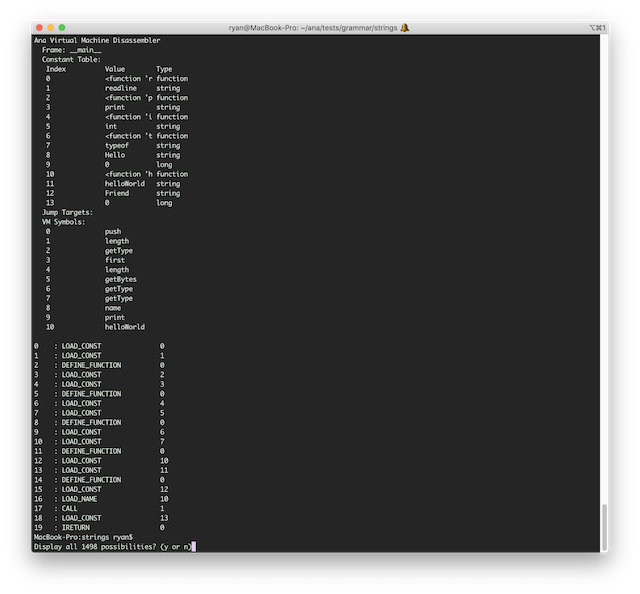 ryan@MacBook-Pro: ~/ana/tests/grammar/strings 🔔 ⌥⌘1
Ana Virtual Machine Disassembler
Frame: __main__
Constant Table:
Index Value Type
0 <function 'r function
1 readline string
2 <function 'p function
3 print string
4 <function 'i function
5 int string
6 <function 't function
7 typeof string
8 Hello string
9 0 long
10 <function 'h function
11 helloWorld string
12 Friend string
13 0 long
Jump Targets:
VM Symbols:
0 push
1 length
2 getType
3 first
4 length
5 getBytes
6 getType
7 getType
8 name
9 print
10 helloWorld
0 : LOAD_CONST 0
1 : LOAD_CONST 1
2 : DEFINE_FUNCTION 0
3 : LOAD_CONST 2
4 : LOAD_CONST 3
5 : DEFINE_FUNCTION 0
6 : LOAD_CONST 4
7 : LOAD_CONST 5
8 : DEFINE_FUNCTION 0
9 : LOAD_CONST 6
10 : LOAD_CONST 7
11 : DEFINE_FUNCTION 0
12 : LOAD_CONST 10
13 : LOAD_CONST 11
14 : DEFINE_FUNCTION 0
15 : LOAD_CONST 12
16 : LOAD_NAME 10
17 : CALL 1
18 : LOAD_CONST 13
19 : IRETURN 0
MacBook-Pro:strings ryan$
Display all 1498 possibilities? (y or n)